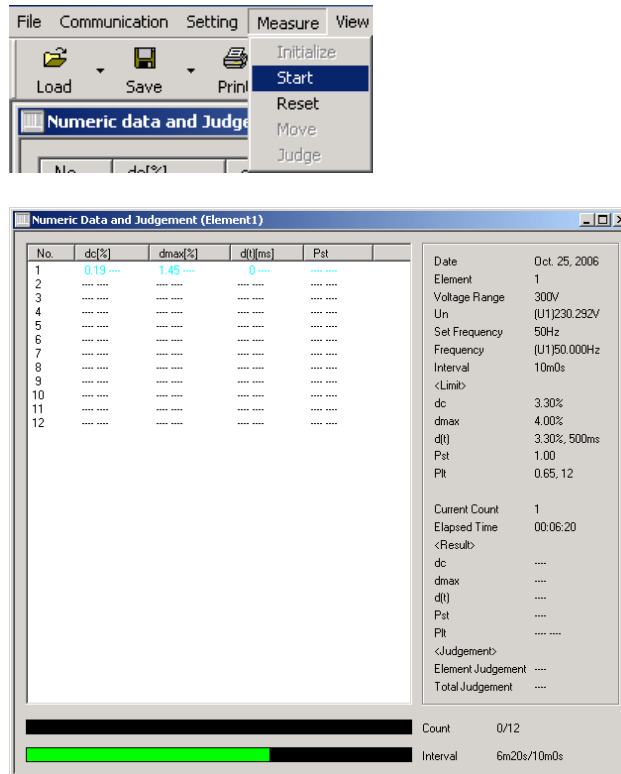 File Communication Setting Measure View
Initialize
Load Save Print Start
Reset
Numeric data and Judge Move
No. dc[%] Judge
Numeric Data and Judgement (Element1)
No. dc[%] dmax[%] d(t)[ms] Pst
1 0.19 ---- 1.45 ---- 0 ---- ---- ----
2 ---- ---- ---- ---- ---- ---- ---- ----
3 ---- ---- ---- ---- ---- ---- ---- ----
4 ---- ---- ---- ---- ---- ---- ---- ----
5 ---- ---- ---- ---- ---- ---- ---- ----
6 ---- ---- ---- ---- ---- ---- ---- ----
7 ---- ---- ---- ---- ---- ---- ---- ----
8 ---- ---- ---- ---- ---- ---- ---- ----
9 ---- ---- ---- ---- ---- ---- ---- ----
10 ---- ---- ---- ---- ---- ---- ---- ----
11 ---- ---- ---- ---- ---- ---- ---- ----
12 ---- ---- ---- ---- ---- ---- ---- ----
Date Oct. 25, 2006
Element 1
Voltage Range 300V
Un (U1)230.292V
Set Frequency 50Hz
Frequency (U1)50.000Hz
Interval 10m0s
<Limit>
dc 3.30%
dmax 4.00%
d(t) 3.30%, 500ms
Pst 1.00
Plt 0.65, 12
Current Count 1
Elapsed Time 00:06:20
<Result>
dc ----
dmax ----
d(t) ----
Pst ----
Plt ---- ----
<Judgement>
Element Judgement ----
Total Judgement ----
Count 0/12
Interval 6m20s/10m0s